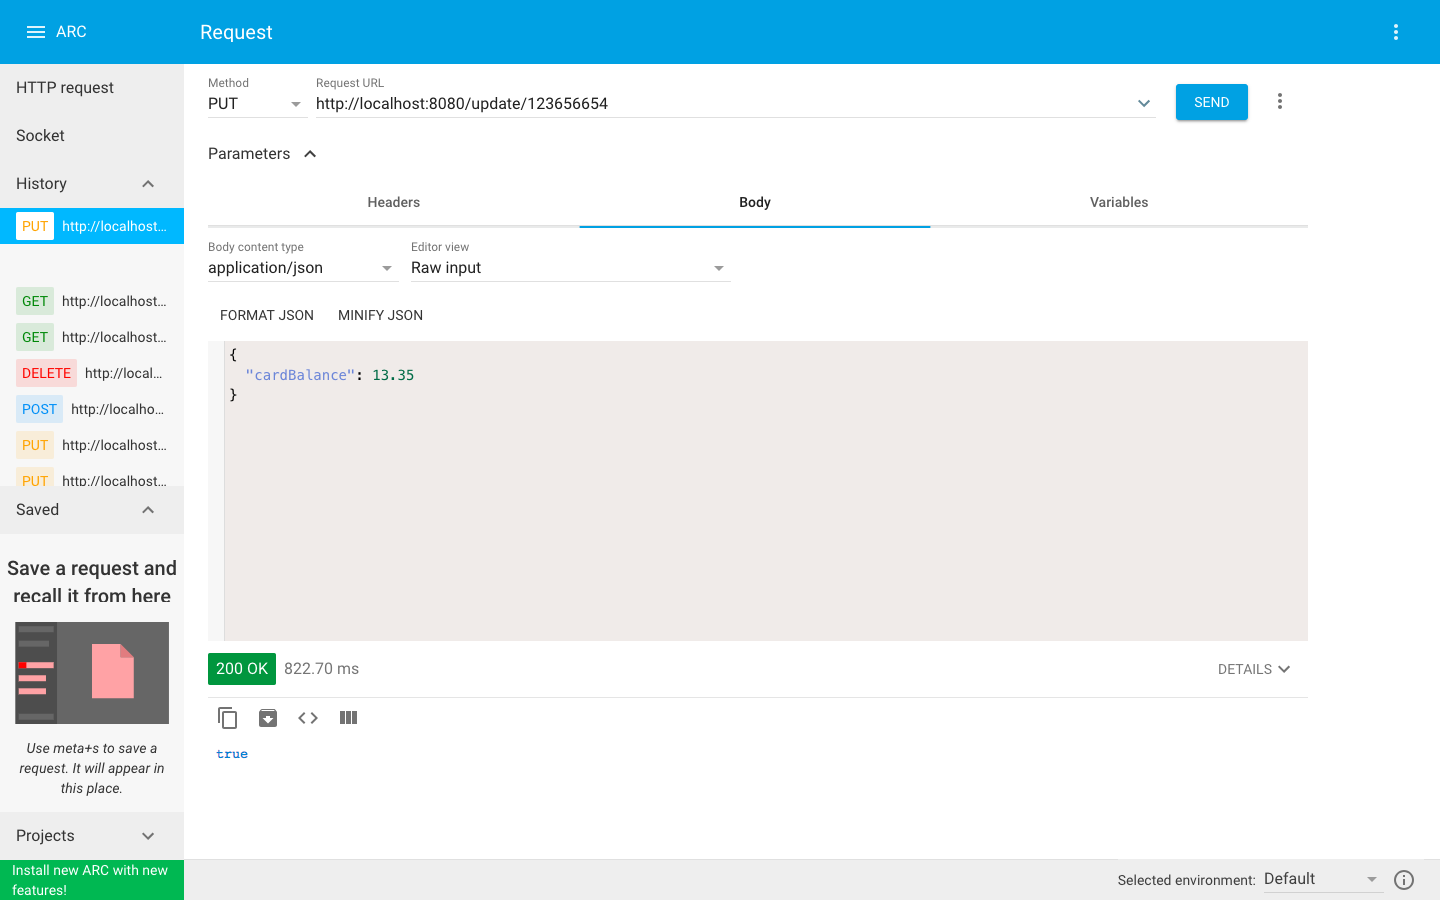 ARC
Request
HTTP request
Socket
History
PUT http://localhost...
GET http://localhost...
GET http://localhost...
DELETE http://local...
POST http://localho...
PUT http://localhost...
PUT http://localhost...
Saved
Save a request and
recall it from here
Use meta+s to save a
request. It will appear in
this place.
Projects
Install new ARC with new
features!
Method
PUT
Request URL
http://localhost:8080/update/123656654
SEND
Parameters
Headers
Body
Variables
Body content type
application/json
Editor view
Raw input
FORMAT JSON
MINIFY JSON
{
"cardBalance": 13.35
}
200 OK
822.70 ms
DETAILS
true
Selected environment: Default